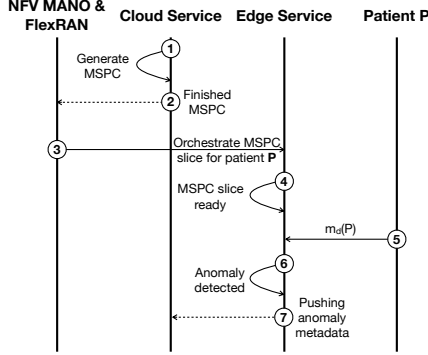 NFV MANO &
FlexRAN
Cloud Service
Edge Service
Patient P
1
Generate
MSPC
2
Finished
MSPC
3
Orchestrate MSPC
slice for patient P
4
MSPC slice
ready
md(P)
5
6
Anomaly
detected
7
Pushing
anomaly
metadata